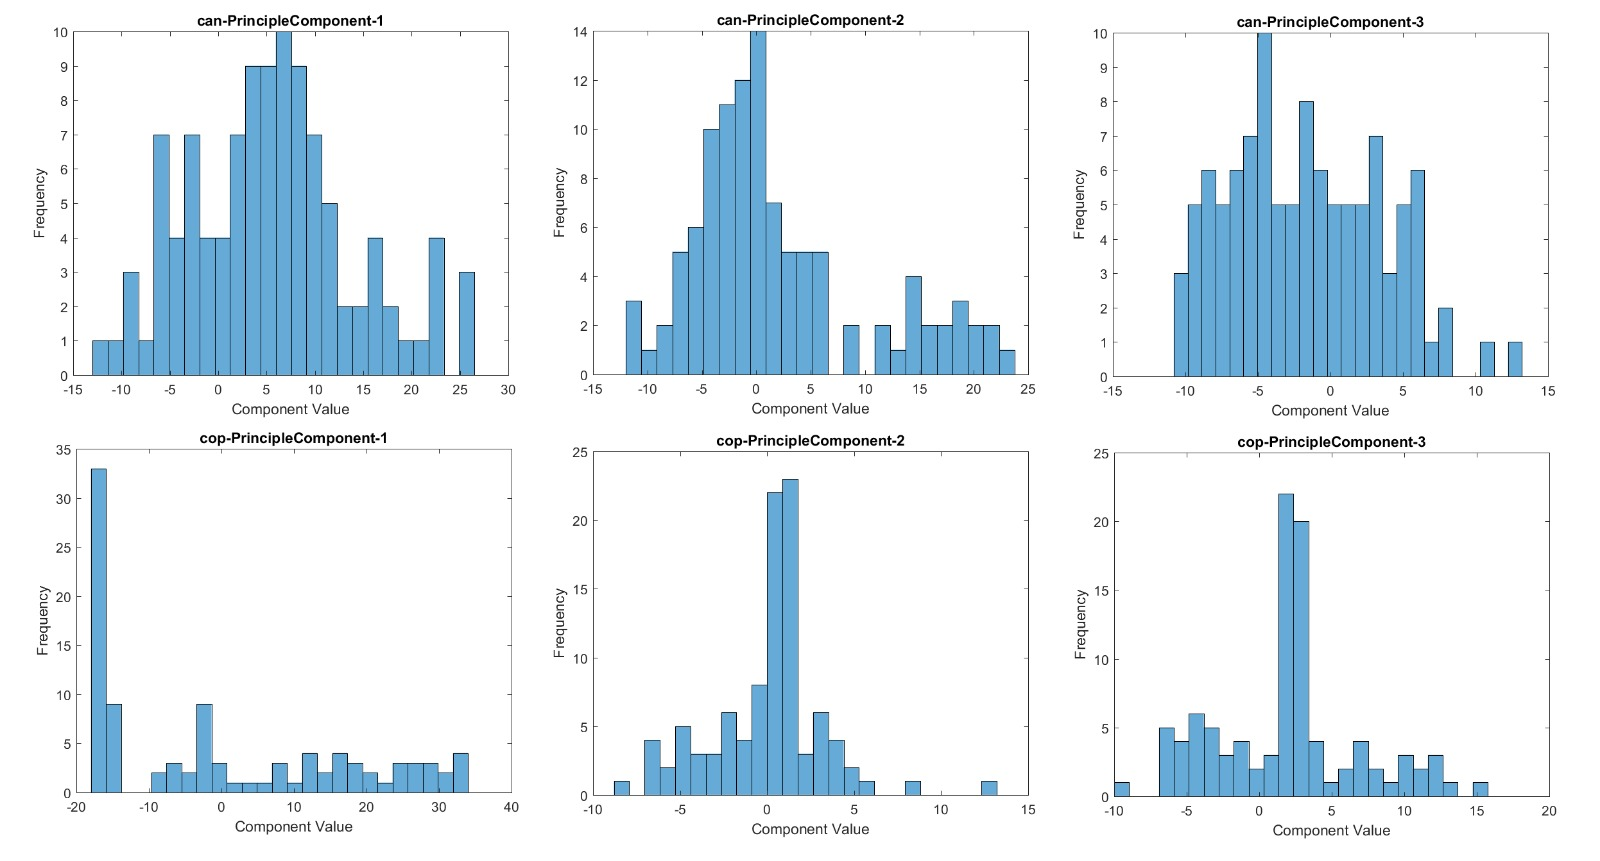 can-PrincipleComponent-1
10
9
8
7
6
5
4
3
2
1
0
Frequency
-15 -10 -5 0 5 10 15 20 25 30
Component Value
can-PrincipleComponent-2
14
12
10
8
6
4
2
0
Frequency
-15 -10 -5 0 5 10 15 20 25
Component Value
can-PrincipleComponent-3
10
9
8
7
6
5
4
3
2
1
0
Frequency
-15 -10 -5 0 5 10 15
Component Value
cop-PrincipleComponent-1
35
30
25
20
15
10
5
0
Frequency
-20 -10 0 10 20 30 40
Component Value
cop-PrincipleComponent-2
25
20
15
10
5
0
Frequency
-10 -5 0 5 10 15
Component Value
cop-PrincipleComponent-3
25
20
15
10
5
0
Frequency
-10 -5 0 5 10 15 20
Component Value